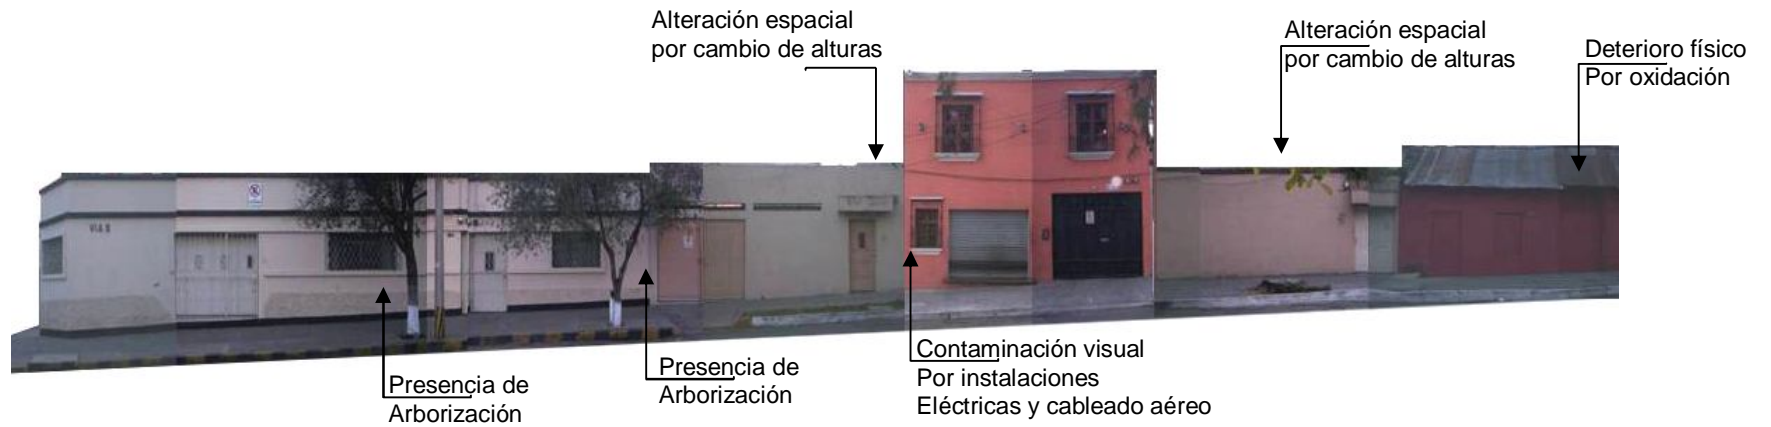 Alteración espacial
por cambio de alturas
Alteración espacial
por cambio de alturas
Deterioro físico
Por oxidación
VIA 5
Presencia de
Arborización
Presencia de
Arborización
Contaminación visual
Por instalaciones
Eléctricas y cableado aéreo